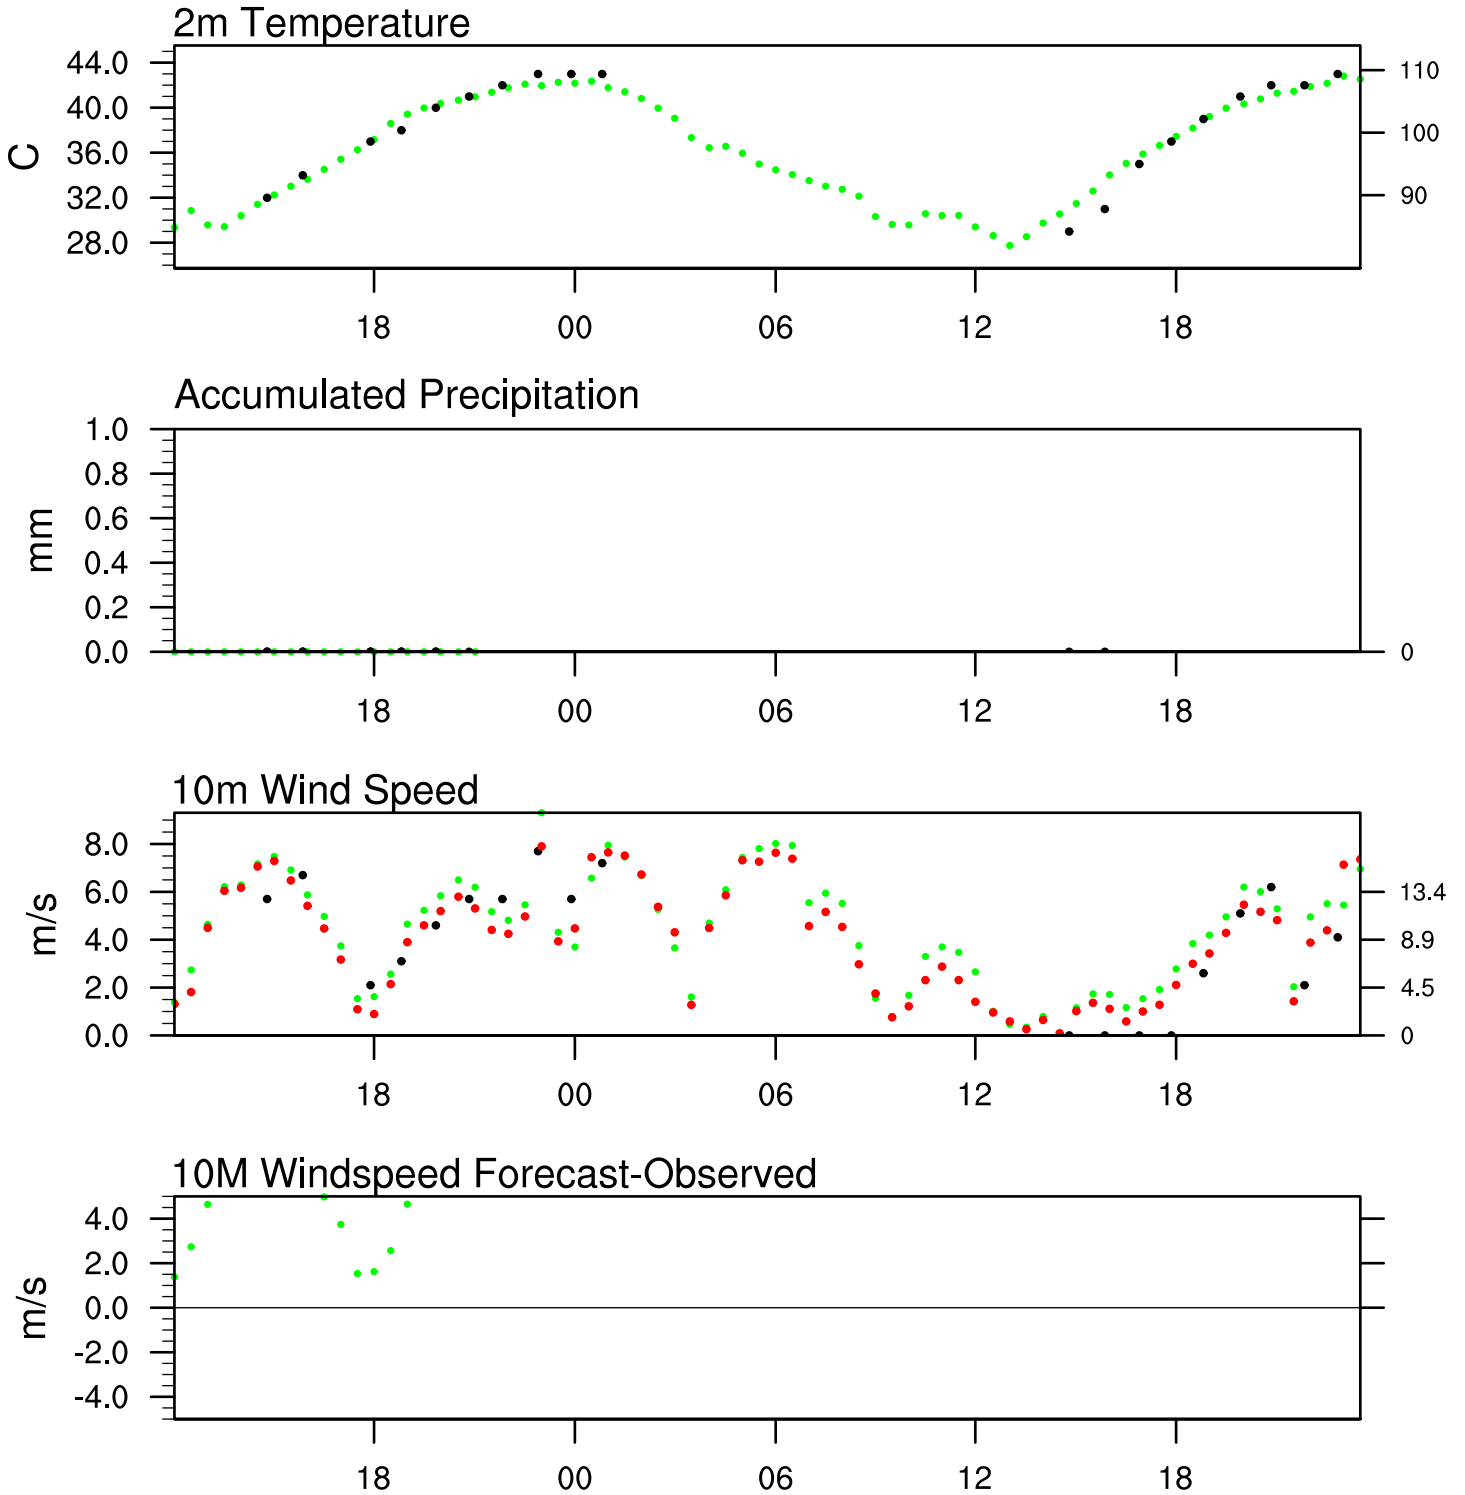 2m Temperature
44.0
40.0
36.0
32.0
28.0
C
110
100
90
18 00 06 12 18
Accumulated Precipitation
1.0
0.8
0.6
0.4
0.2
0.0
mm
0
18 00 06 12 18
10m Wind Speed
8.0
6.0
4.0
2.0
0.0
m/s
13.4
8.9
4.5
0
18 00 06 12 18
10M Windspeed Forecast-Observed
4.0
2.0
0.0
-2.0
-4.0
m/s
18 00 06 12 18